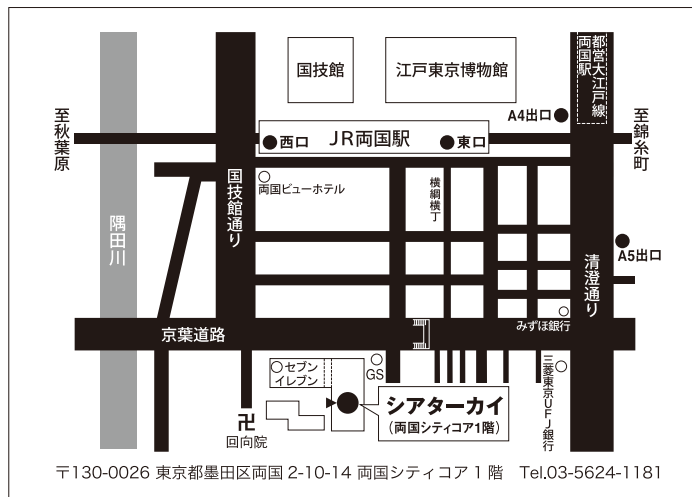 国技館
江戸東京博物館
都営大江戸線
両国駅
A4出口
至秋葉原
至錦糸町
西口
JR両国駅
東口
国技館通り
両国ビューホテル
横綱横丁
隅田川
A5出口
清澄通り
みずほ銀行
京葉道路
セブン
イレブン
GS
シアターカイ
(両国シティコア1階)
三菱東京UFJ銀行
卍
回向院
〒130-0026 東京都墨田区両国 2-10-14 両国シティコア 1 階 Tel.03-5624-1181